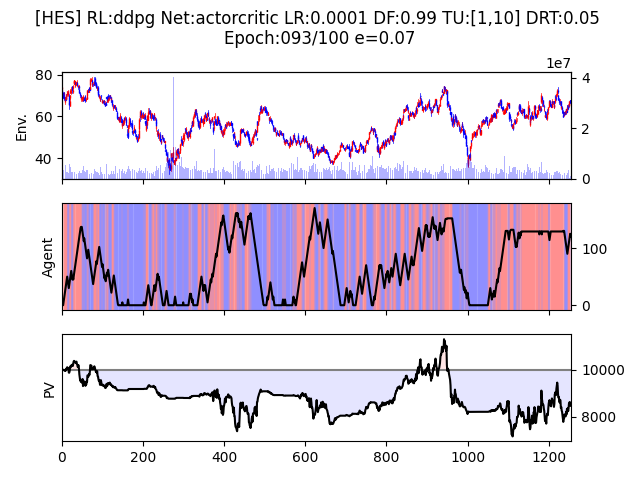 [HES] RL:ddpg Net:actorcritic LR:0.0001 DF:0.99 TU:[1,10] DRT:0.05
Epoch:093/100 e=0.07
1e7
Env.
80
60
40
4
2
0
Agent
100
0
PV
10000
8000
0 200 400 600 800 1000 1200